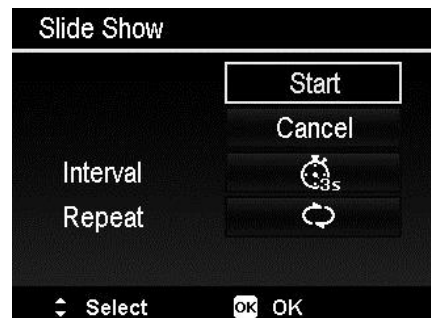 Slide Show
Start
Cancel
Interval 3s
Repeat
Select OK OK